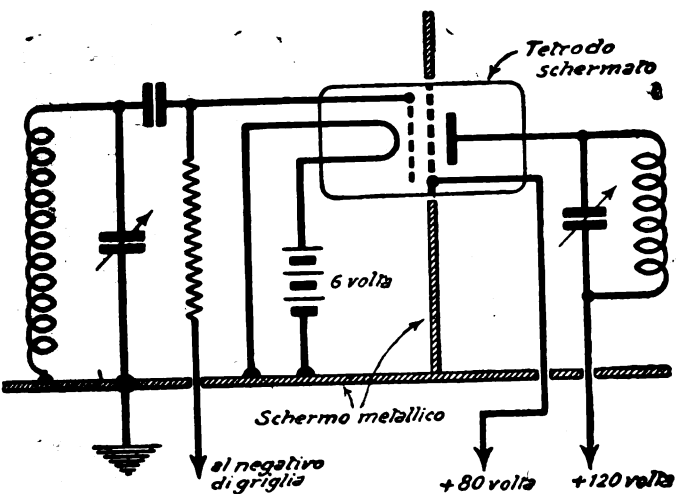 Tetrodo
schermato
6 volta
Schermo metallico
al negativo
di griglia
+80 volta
+120 volta